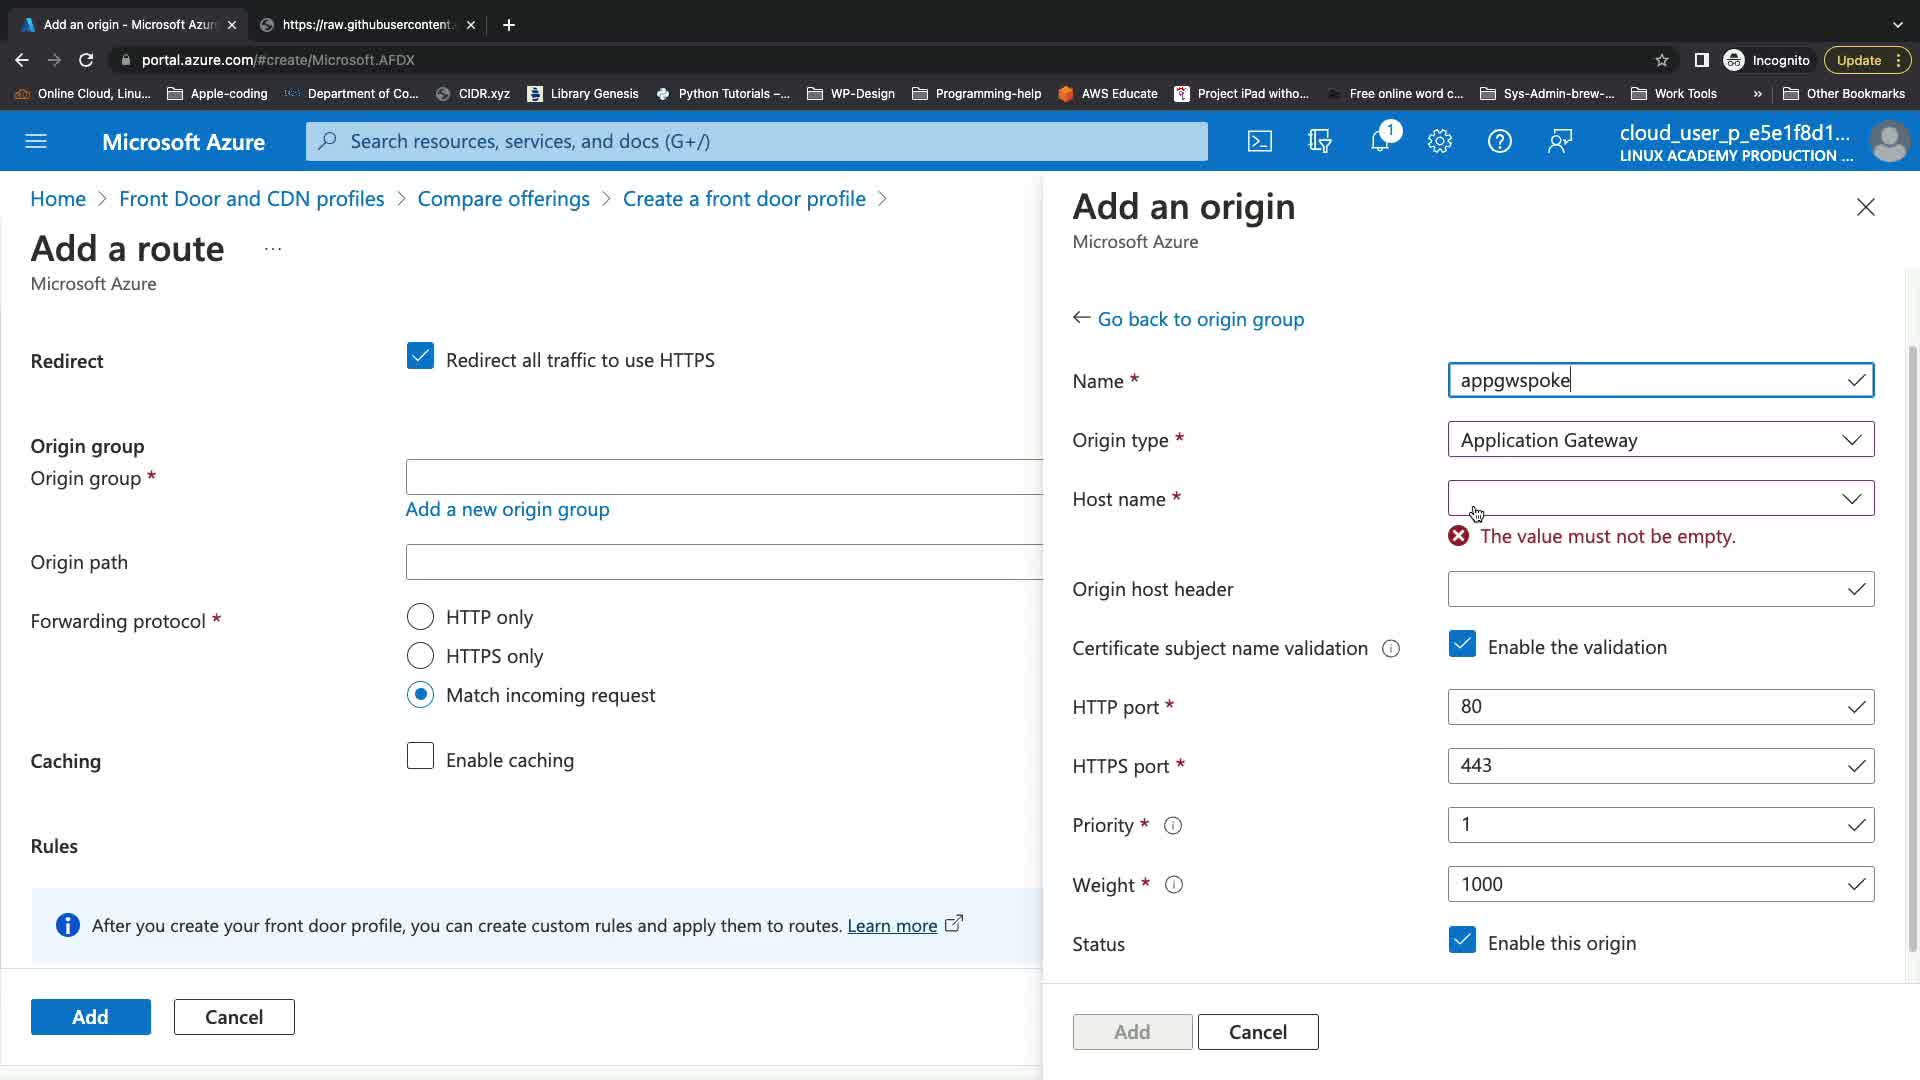 Add an origin - Microsoft Azur
https://raw.githubusercontent.
portal.azure.com/#create/Microsoft.AFDX
Incognito
Update
Online Cloud, Linu...
Apple-coding
Department of Co...
CIDR.xyz
Library Genesis
Python Tutorials –...
WP-Design
Programming-help
AWS Educate
Project iPad witho...
Free online word c...
Sys-Admin-brew-...
Work Tools
»
Other Bookmarks
Microsoft Azure
Search resources, services, and docs (G+/)
1
cloud_user_p_e5e1f8d1...
LINUX ACADEMY PRODUCTION ...
Home > Front Door and CDN profiles > Compare offerings > Create a front door profile >
Add a route ...
Microsoft Azure
Redirect
Redirect all traffic to use HTTPS
Origin group
Origin group *
Add a new origin group
Origin path
Forwarding protocol *
HTTP only
HTTPS only
Match incoming request
Caching
Enable caching
Rules
After you create your front door profile, you can create custom rules and apply them to routes. Learn more
Add
Cancel
Add an origin
Microsoft Azure
Go back to origin group
Name *
appgwspoke
Origin type *
Application Gateway
Host name *
The value must not be empty.
Origin host header
Certificate subject name validation
Enable the validation
HTTP port *
80
HTTPS port *
443
Priority *
1
Weight *
1000
Status
Enable this origin
Add
Cancel